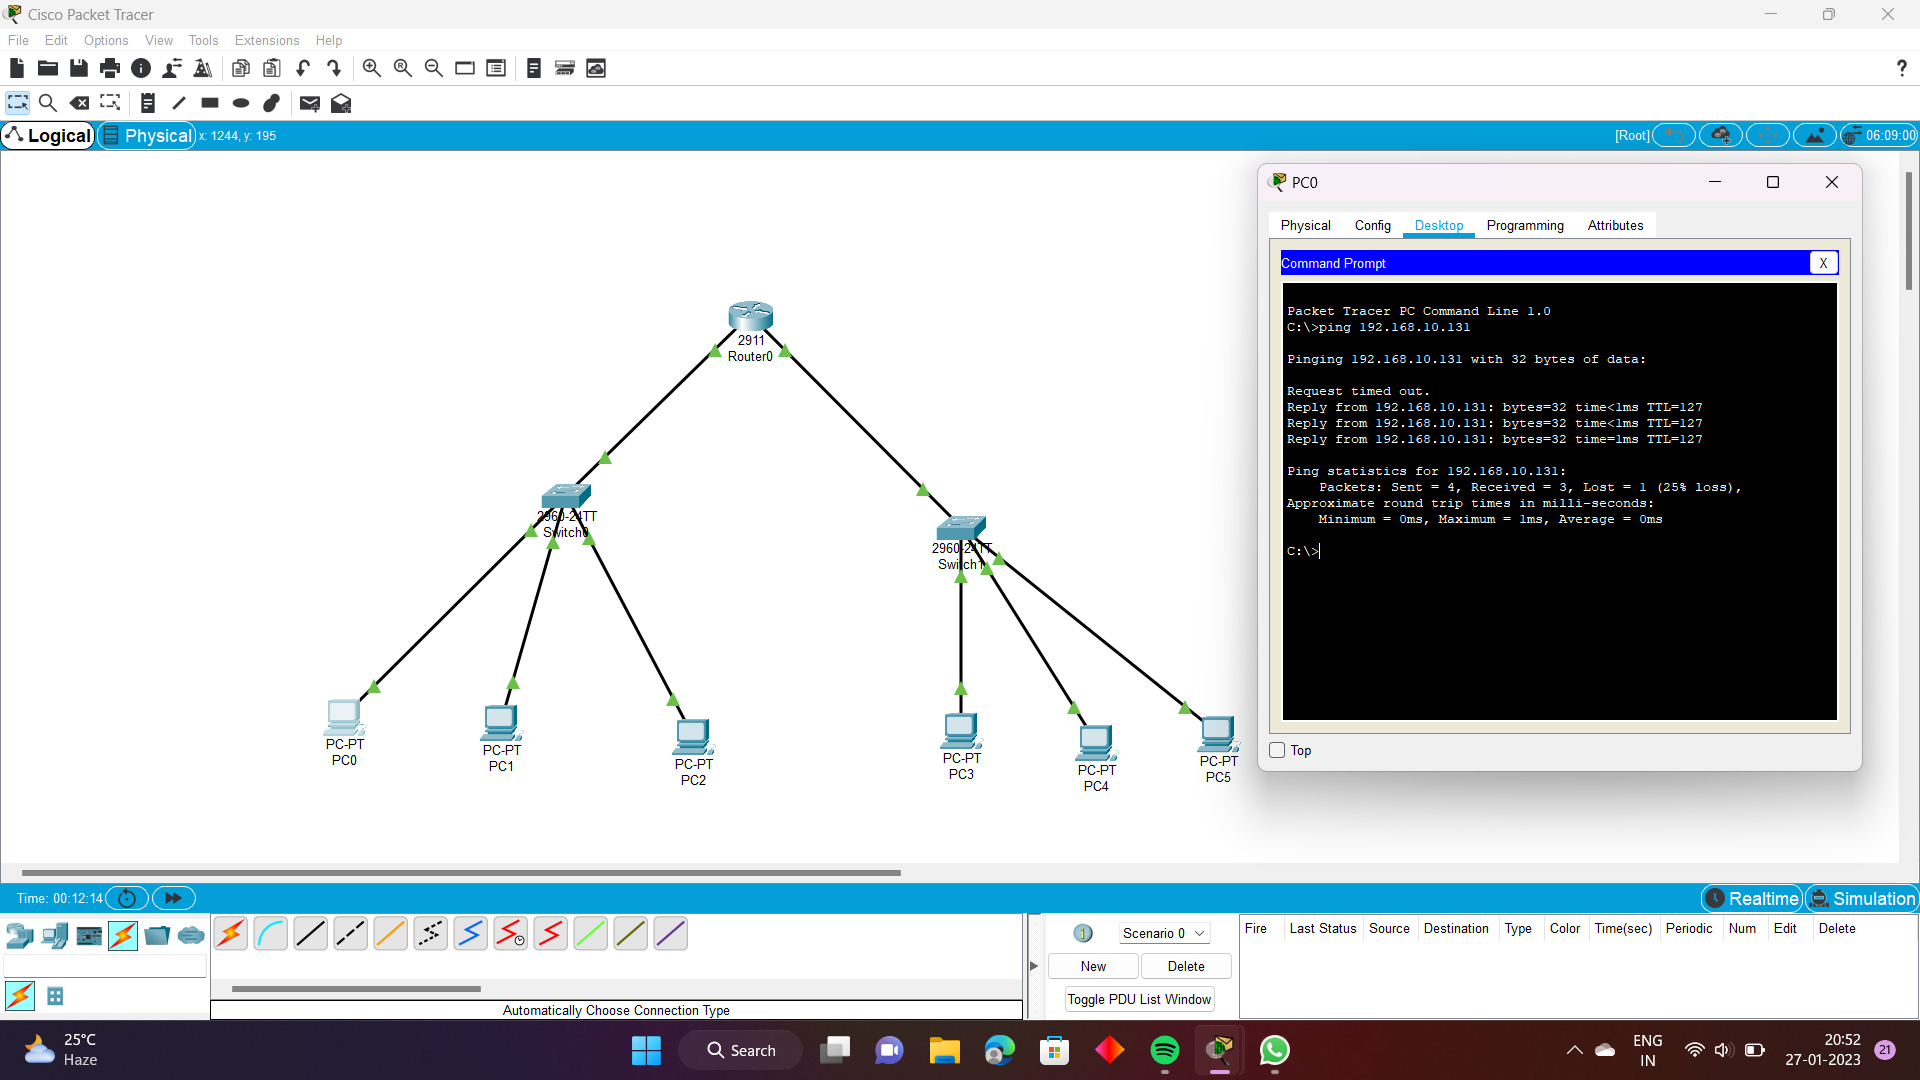 Cisco Packet Tracer
File Edit Options View Tools Extensions Help
?
Logical Physical x: 1244, y: 195 [Root] 06:09:00
2911
Router0
2960-24TT
Switch0
2960-24TT
Switch1
PC-PT
PC0
PC-PT
PC1
PC-PT
PC2
PC-PT
PC3
PC-PT
PC4
PC-PT
PC5
PC0
Physical Config Desktop Programming Attributes
Command Prompt X
Packet Tracer PC Command Line 1.0
C:\>ping 192.168.10.131
Pinging 192.168.10.131 with 32 bytes of data:
Request timed out.
Reply from 192.168.10.131: bytes=32 time<1ms TTL=127
Reply from 192.168.10.131: bytes=32 time<1ms TTL=127
Reply from 192.168.10.131: bytes=32 time=1ms TTL=127
Ping statistics for 192.168.10.131:
Packets: Sent = 4, Received = 3, Lost = 1 (25% loss),
Approximate round trip times in milli-seconds:
Minimum = 0ms, Maximum = 1ms, Average = 0ms
C:\>
Top
Time: 00:12:14 Realtime Simulation
Automatically Choose Connection Type
1 Scenario 0
New Delete
Toggle PDU List Window
Fire Last Status Source Destination Type Color Time(sec) Periodic Num Edit Delete
25°C
Haze
Search
ENG
IN
20:52
27-01-2023
21